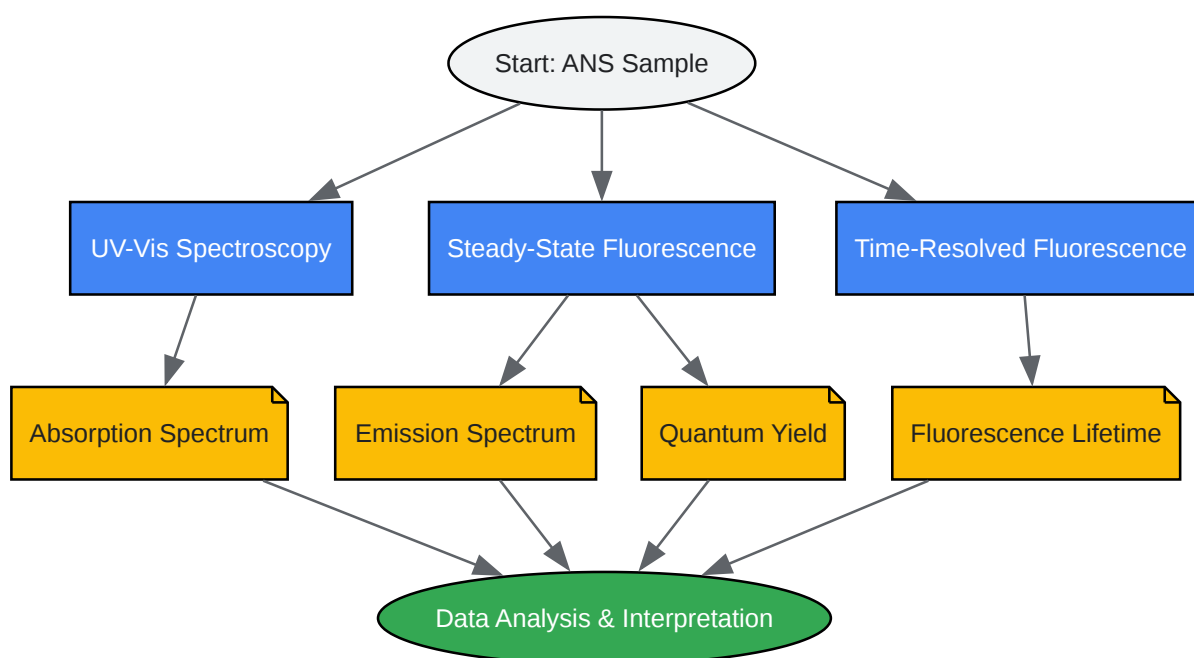 Start: ANS Sample
UV-Vis Spectroscopy
Steady-State Fluorescence
Time-Resolved Fluorescence
Absorption Spectrum
Emission Spectrum
Quantum Yield
Fluorescence Lifetime
Data Analysis & Interpretation